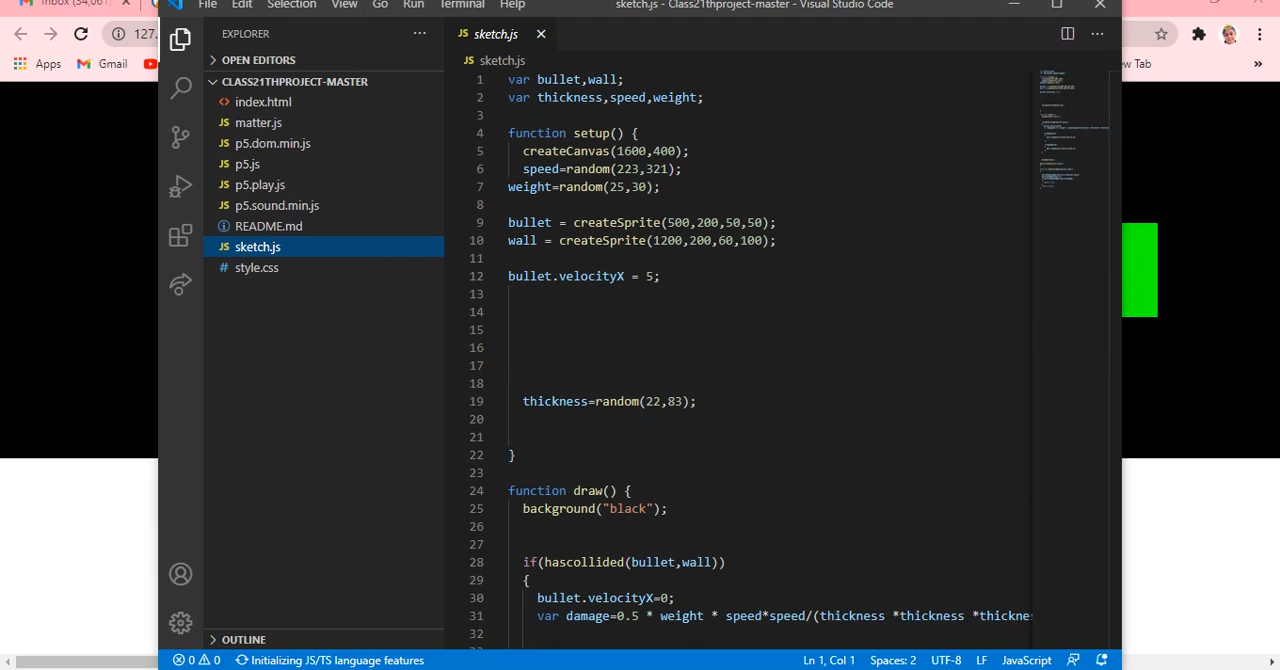 Inbox (34,061)
File Edit Selection View Go Run Terminal Help
sketch.js - Class21thproject-master - Visual Studio Code
127.
Apps
Gmail
w Tab
»
EXPLORER
OPEN EDITORS
CLASS21THPROJECT-MASTER
index.html
JS matter.js
JS p5.dom.min.js
JS p5.js
JS p5.play.js
JS p5.sound.min.js
README.md
JS sketch.js
# style.css
OUTLINE
JS sketch.js
JS sketch.js
1 var bullet,wall;
2 var thickness,speed,weight;
3
4 function setup() {
5 createCanvas(1600,400);
6 speed=random(223,321);
7 weight=random(25,30);
8
9 bullet = createSprite(500,200,50,50);
10 wall = createSprite(1200,200,60,100);
11
12 bullet.velocityX = 5;
13
14
15
16
17
18
19 thickness=random(22,83);
20
21
22 }
23
24 function draw() {
25 background("black");
26
27
28 if(hascollided(bullet,wall))
29 {
30 bullet.velocityX=0;
31 var damage=0.5 * weight * speed*speed/(thickness *thickness *thicknes
32
0 0 Initializing JS/TS language features
Ln 1, Col 1 Spaces: 2 UTF-8 LF JavaScript